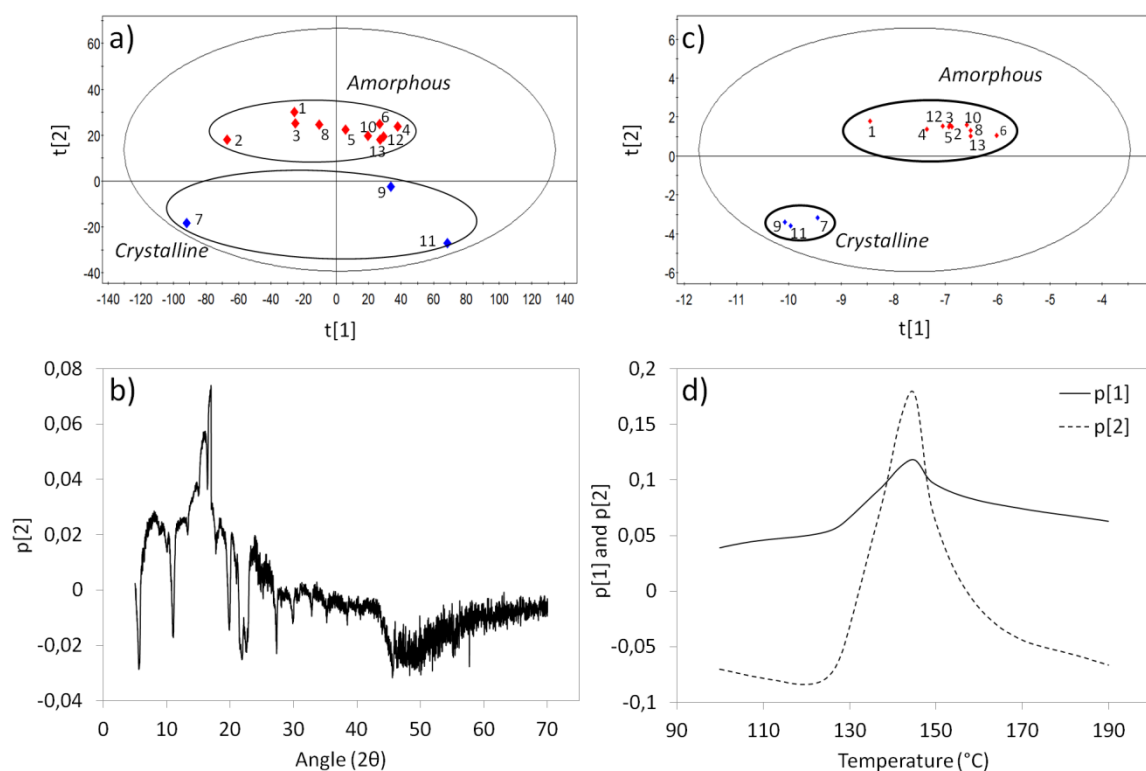 a)
t[2]
60
40
20
0
-20
-40
Amorphous
1
3
2
8
5
10
6
4
12
13
9
7
11
Crystalline
-140 -120 -100 -80 -60 -40 -20 0 20 40 60 80 100 120 140
t[1]
c)
t[2]
6
4
2
0
-2
-4
-6
Amorphous
1
12 3 10
4 5 2 8 6
13
9 11 7
Crystalline
-12 -11 -10 -9 -8 -7 -6 -5 -4 -3
t[1]
b)
p[2]
0,08
0,06
0,04
0,02
0
-0,02
-0,04
0 10 20 30 40 50 60 70
Angle (2θ)
d)
p[1] and p[2]
0,2
0,15
0,1
0,05
0
-0,05
-0,1
p[1]
p[2]
90 110 130 150 170 190
Temperature (°C)